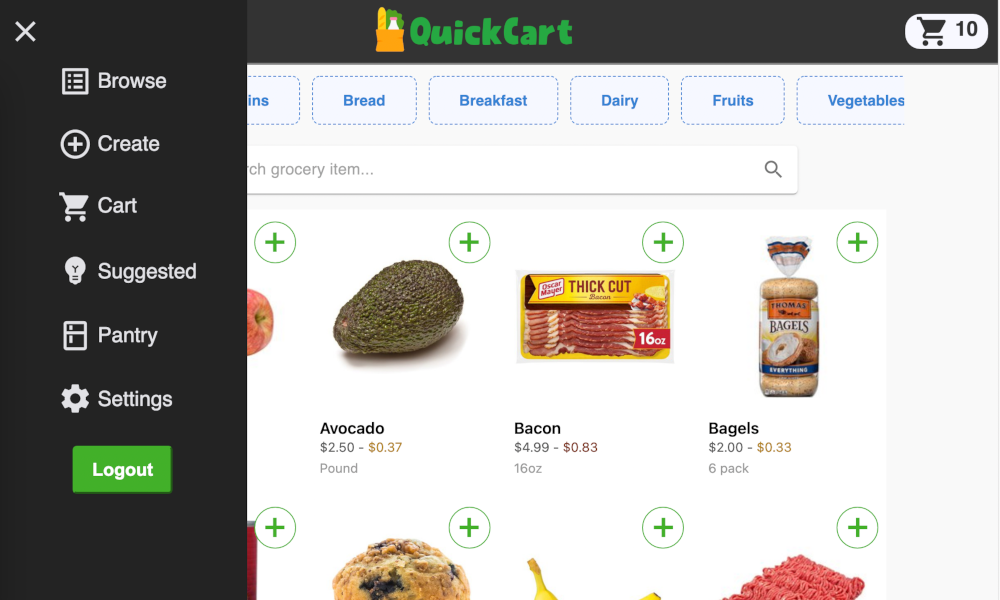 QuickCart
10
Browse
Create
Cart
Suggested
Pantry
Settings
Logout
ins
Bread
Breakfast
Dairy
Fruits
Vegetables
rch grocery item...
Oscar Mayer
THICK CUT
Bacon
16oz
THOMAS
BAGELS
EVERYTHING
Avocado
$2.50 - $0.37
Pound
Bacon
$4.99 - $0.83
16oz
Bagels
$2.00 - $0.33
6 pack